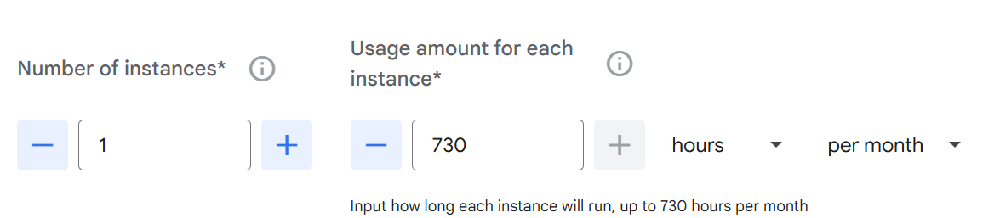 Number of instances*
Usage amount for each
instance*
1
730
hours
per month
Input how long each instance will run, up to 730 hours per month